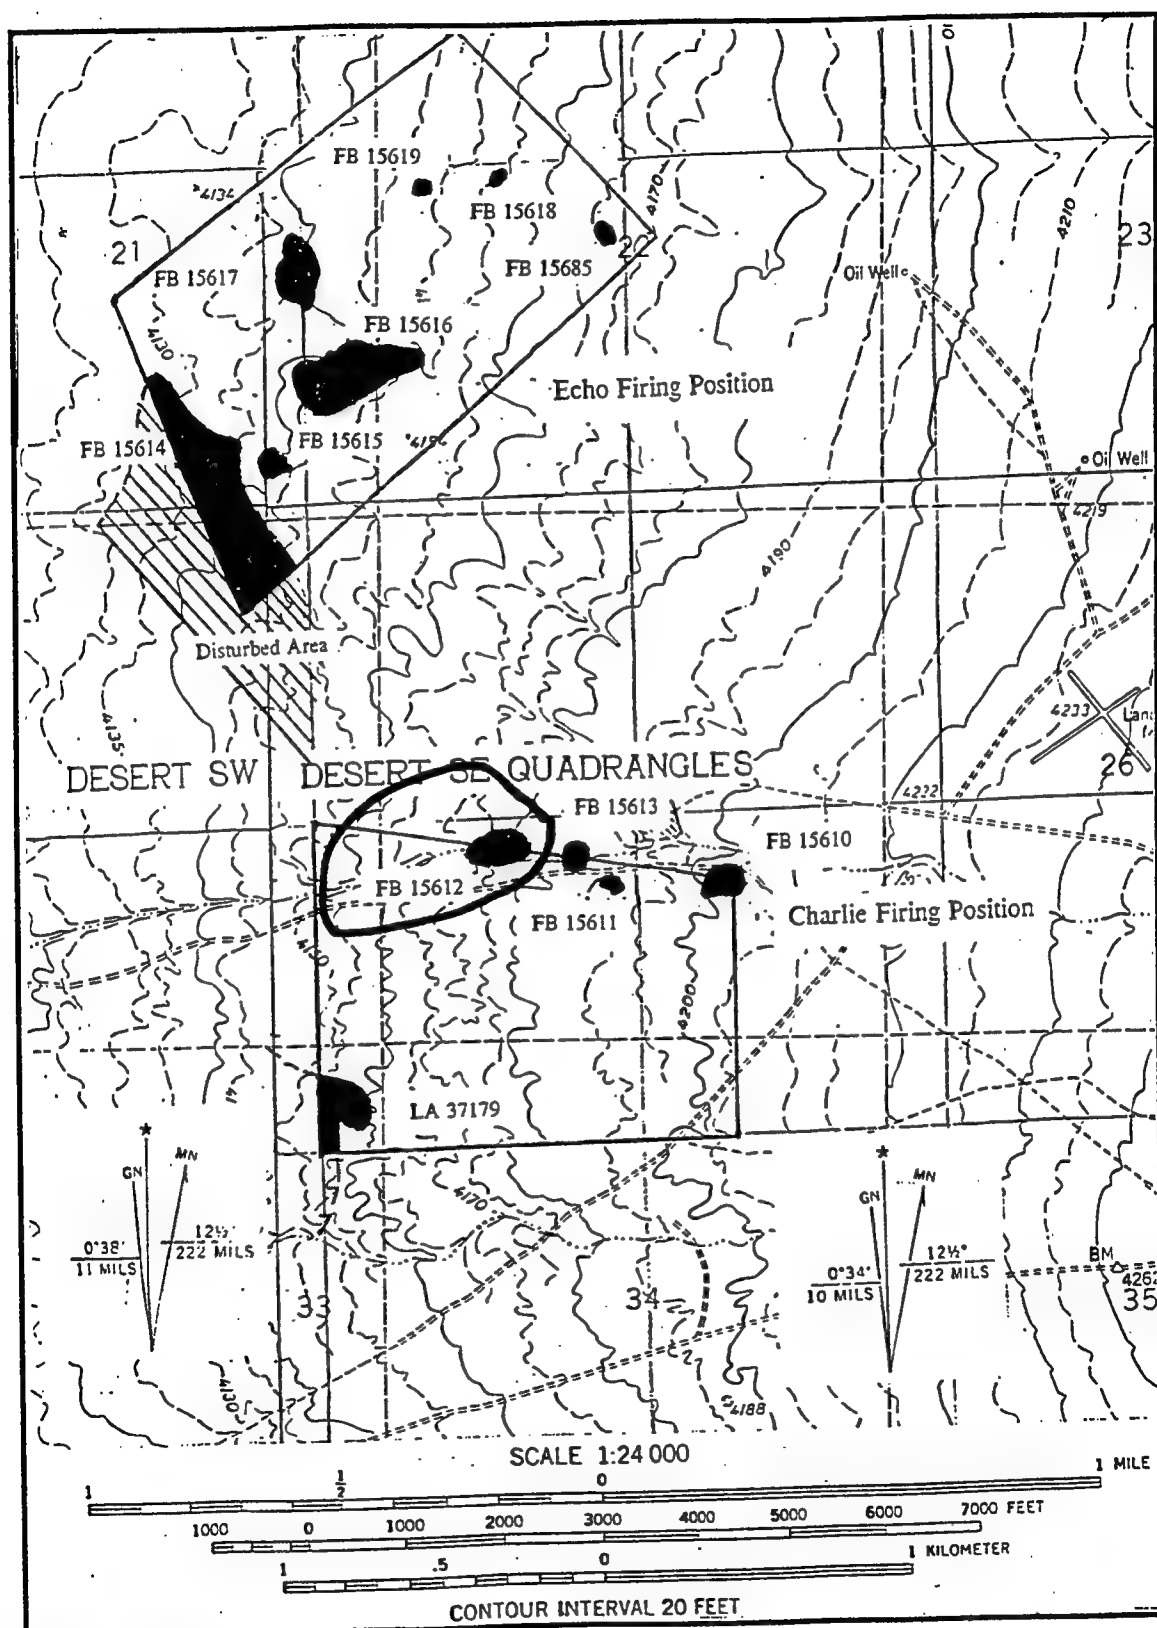 10
FB 15619
4134
4170
FB 15618
4210
21
22
23
FB 15617
FB 15685
Oil Well
4130
FB 15616
Echo Firing Position
FB 15614
FB 15615
Oil Well
4219
4190
Disturbed Area
4135
4233
Land
26
DESERT SW DESERT SE QUADRANGLES
4222
FB 15613
FB 15610
FB 15612
FB 15611
Charlie Firing Position
4200
LA 37179
*
GN MN
0°38'
11 MILS
12½°
222 MILS
4170
*
GN MN
0°34'
10 MILS
12½°
222 MILS
BM
4262
33
34
35
4130
4188
SCALE 1:24 000
1 ½ 0 1 MILE
1000 0 1000 2000 3000 4000 5000 6000 7000 FEET
1 .5 0 1 KILOMETER
CONTOUR INTERVAL 20 FEET